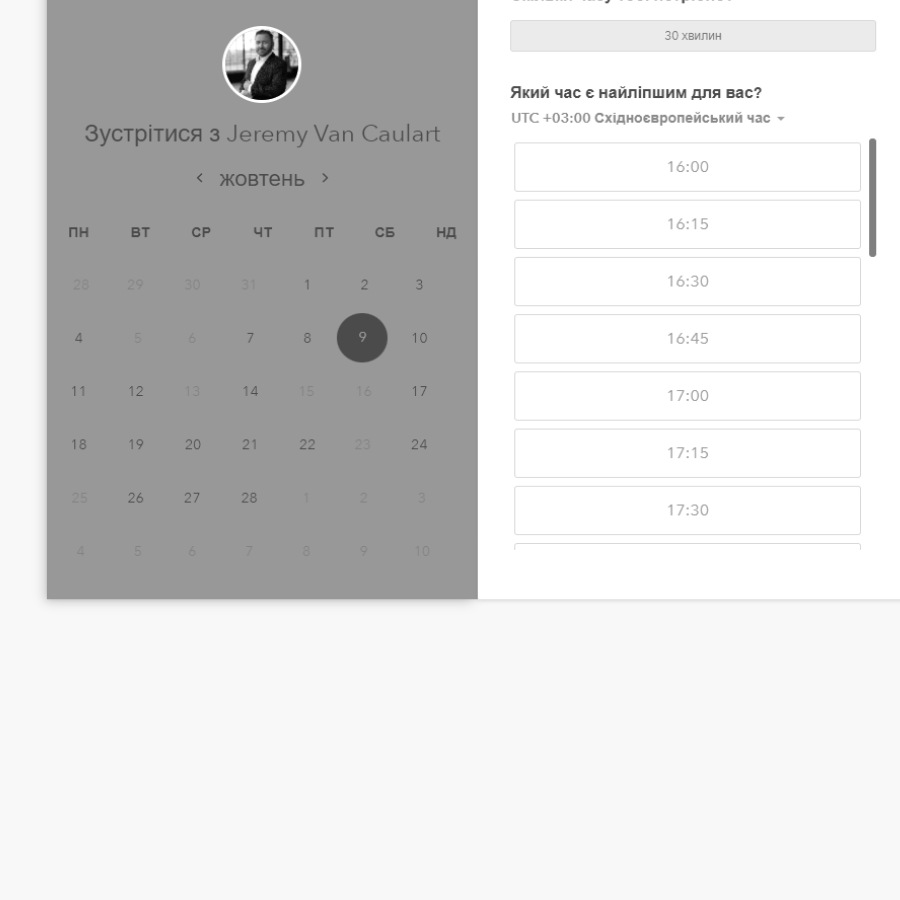 Зустрітися з Jeremy Van Caulart
жовтень
ПН ВТ СР ЧТ ПТ СБ НД
28 29 30 31 1 2 3
4 5 6 7 8 9 10
11 12 13 14 15 16 17
18 19 20 21 22 23 24
25 26 27 28 1 2 3
4 5 6 7 8 9 10
30 хвилин
Який час є найліпшим для вас?
UTC +03:00 Східноєвропейський час
16:00
16:15
16:30
16:45
17:00
17:15
17:30